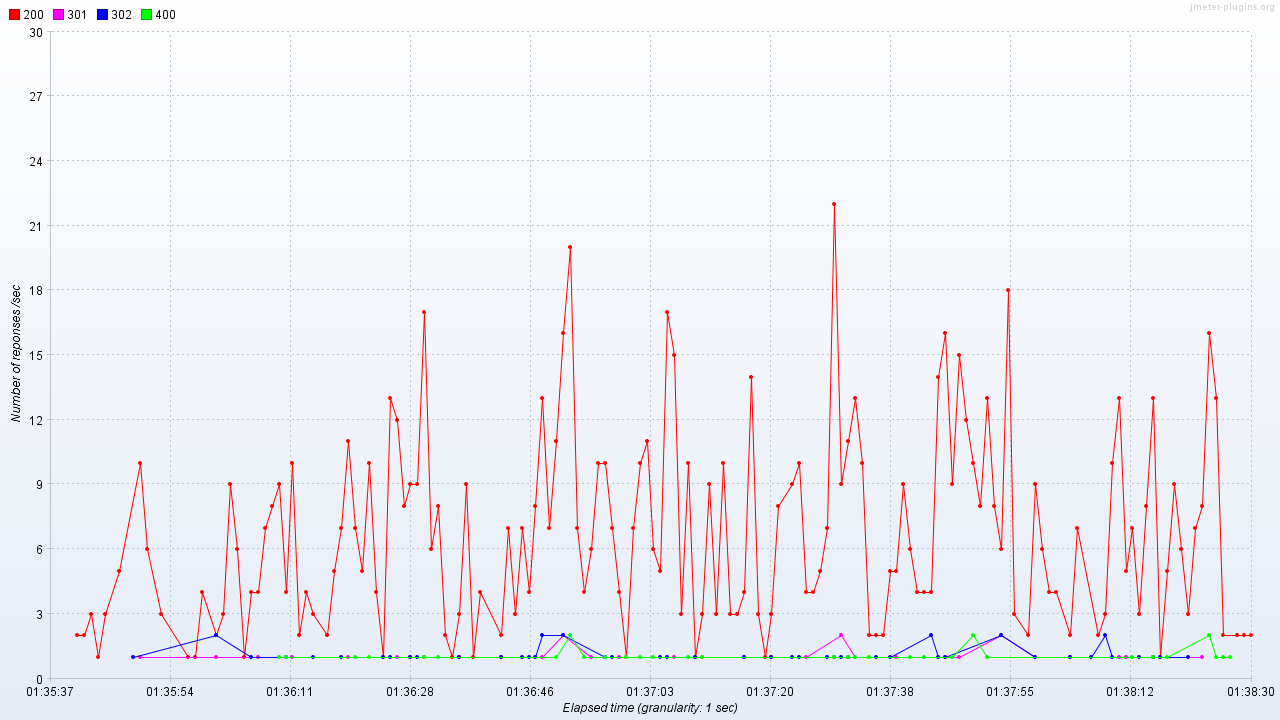 200 301 302 400
jmeter-plugins.org
30
27
24
21
18
15
12
9
6
3
0
Number of reponses /sec
01:35:37 01:35:54 01:36:11 01:36:28 01:36:46 01:37:03 01:37:20 01:37:38 01:37:55 01:38:12 01:38:30
Elapsed time (granularity: 1 sec)